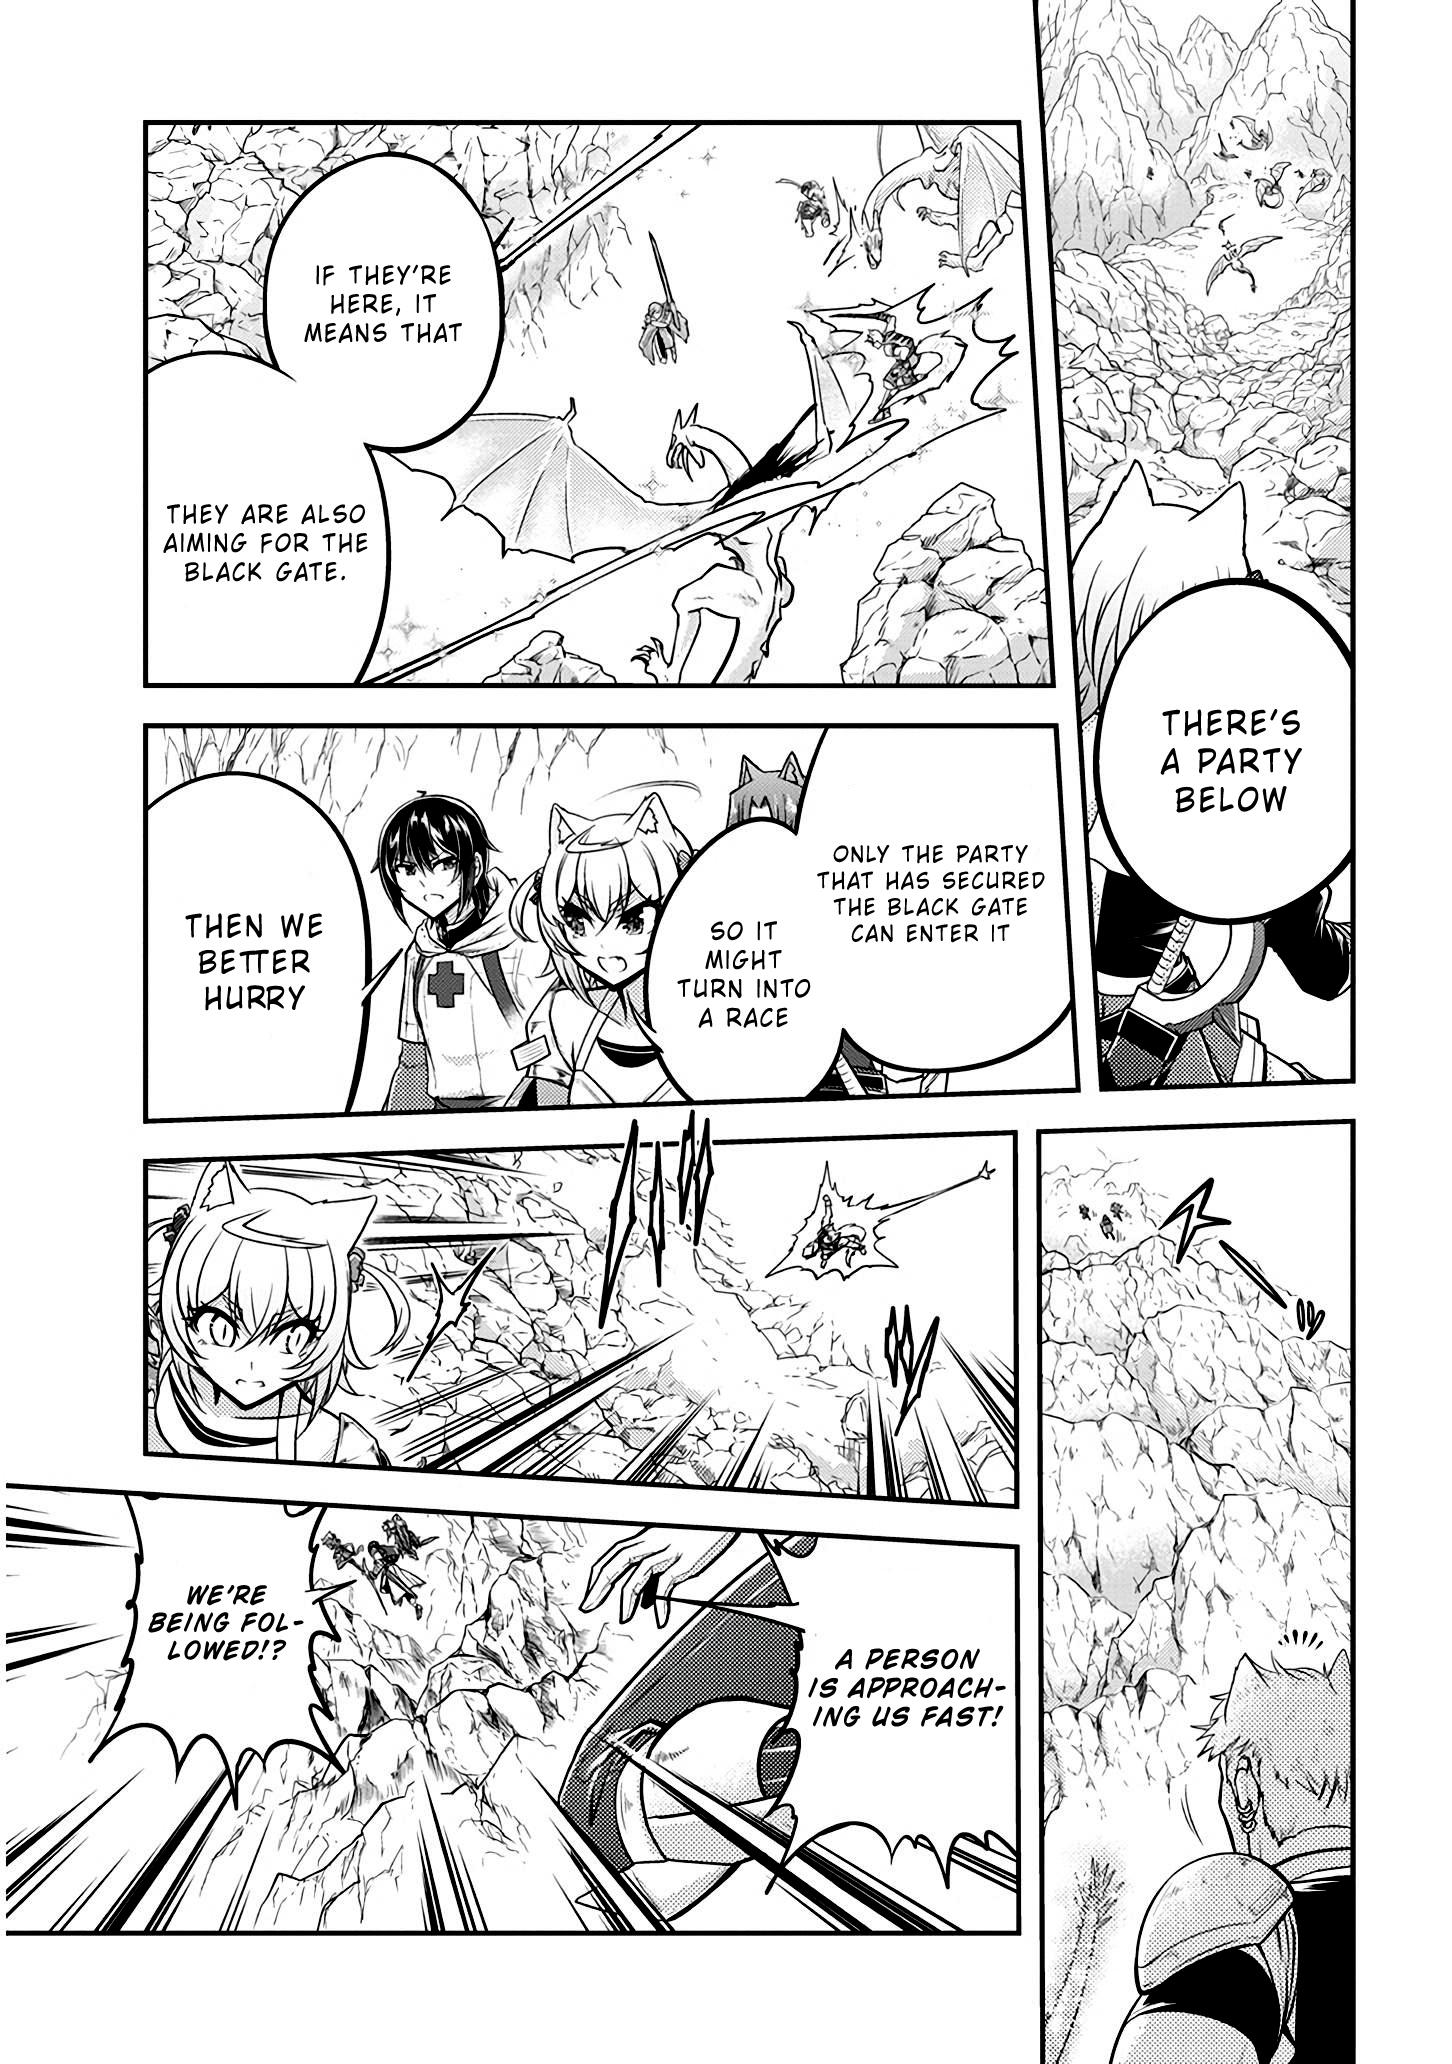 THERE'S
A PARTY
BELOW
IF THEY'RE
HERE, IT
MEANS THAT
THEY ARE ALSO
AIMING FOR THE
BLACK GATE.
ONLY THE PARTY
THAT HAS SECURED
THE BLACK GATE
CAN ENTER IT
SO IT
MIGHT
TURN INTO
A RACE
THEN WE
BETTER
HURRY
A PERSON
IS APPROACH-
ING US FAST!
WE'RE
BEING FOL-
LOWED!?